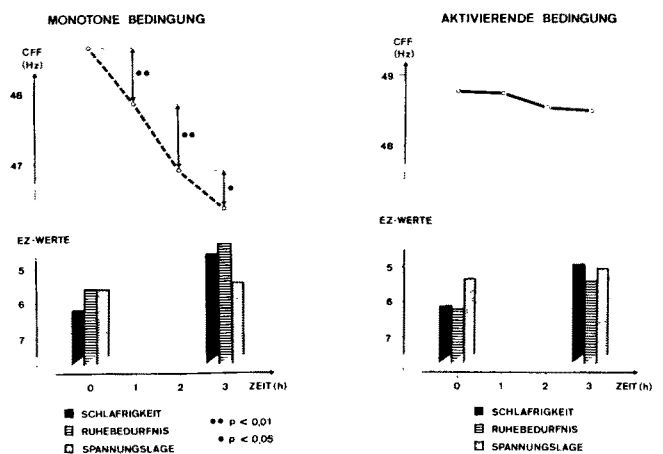 MONOTONE BEDINGUNG
CFF
(Hz)
48
47
EZ-WERTE
5
6
7
0 1 2 3 ZEIT (h)
SCHLAFRIGKEIT
RUHEBEDURFNIS
SPANNUNGSLAGE
●● p < 0,01
● p < 0,05
AKTIVIERENDE BEDINGUNG
CFF
(Hz)
49
48
EZ-WERTE
5
6
7
0 1 2 3 ZEIT (h)
SCHLAFRIGKEIT
RUHEBEDURFNIS
SPANNUNGSLAGE